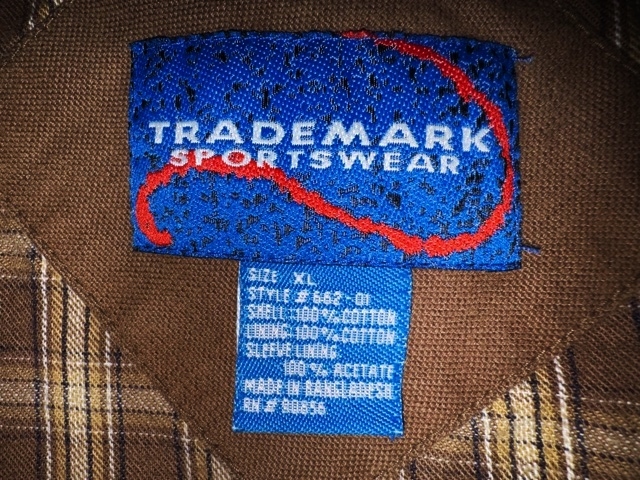 TRADEMARK
SPORTSWEAR
SIZE XL
STYLE # 662-01
SHELL: 100% COTTON
LINING: 100% COTTON
SLEEVE LINING
100% ACETATE
MADE IN BANGLADESH
RN #